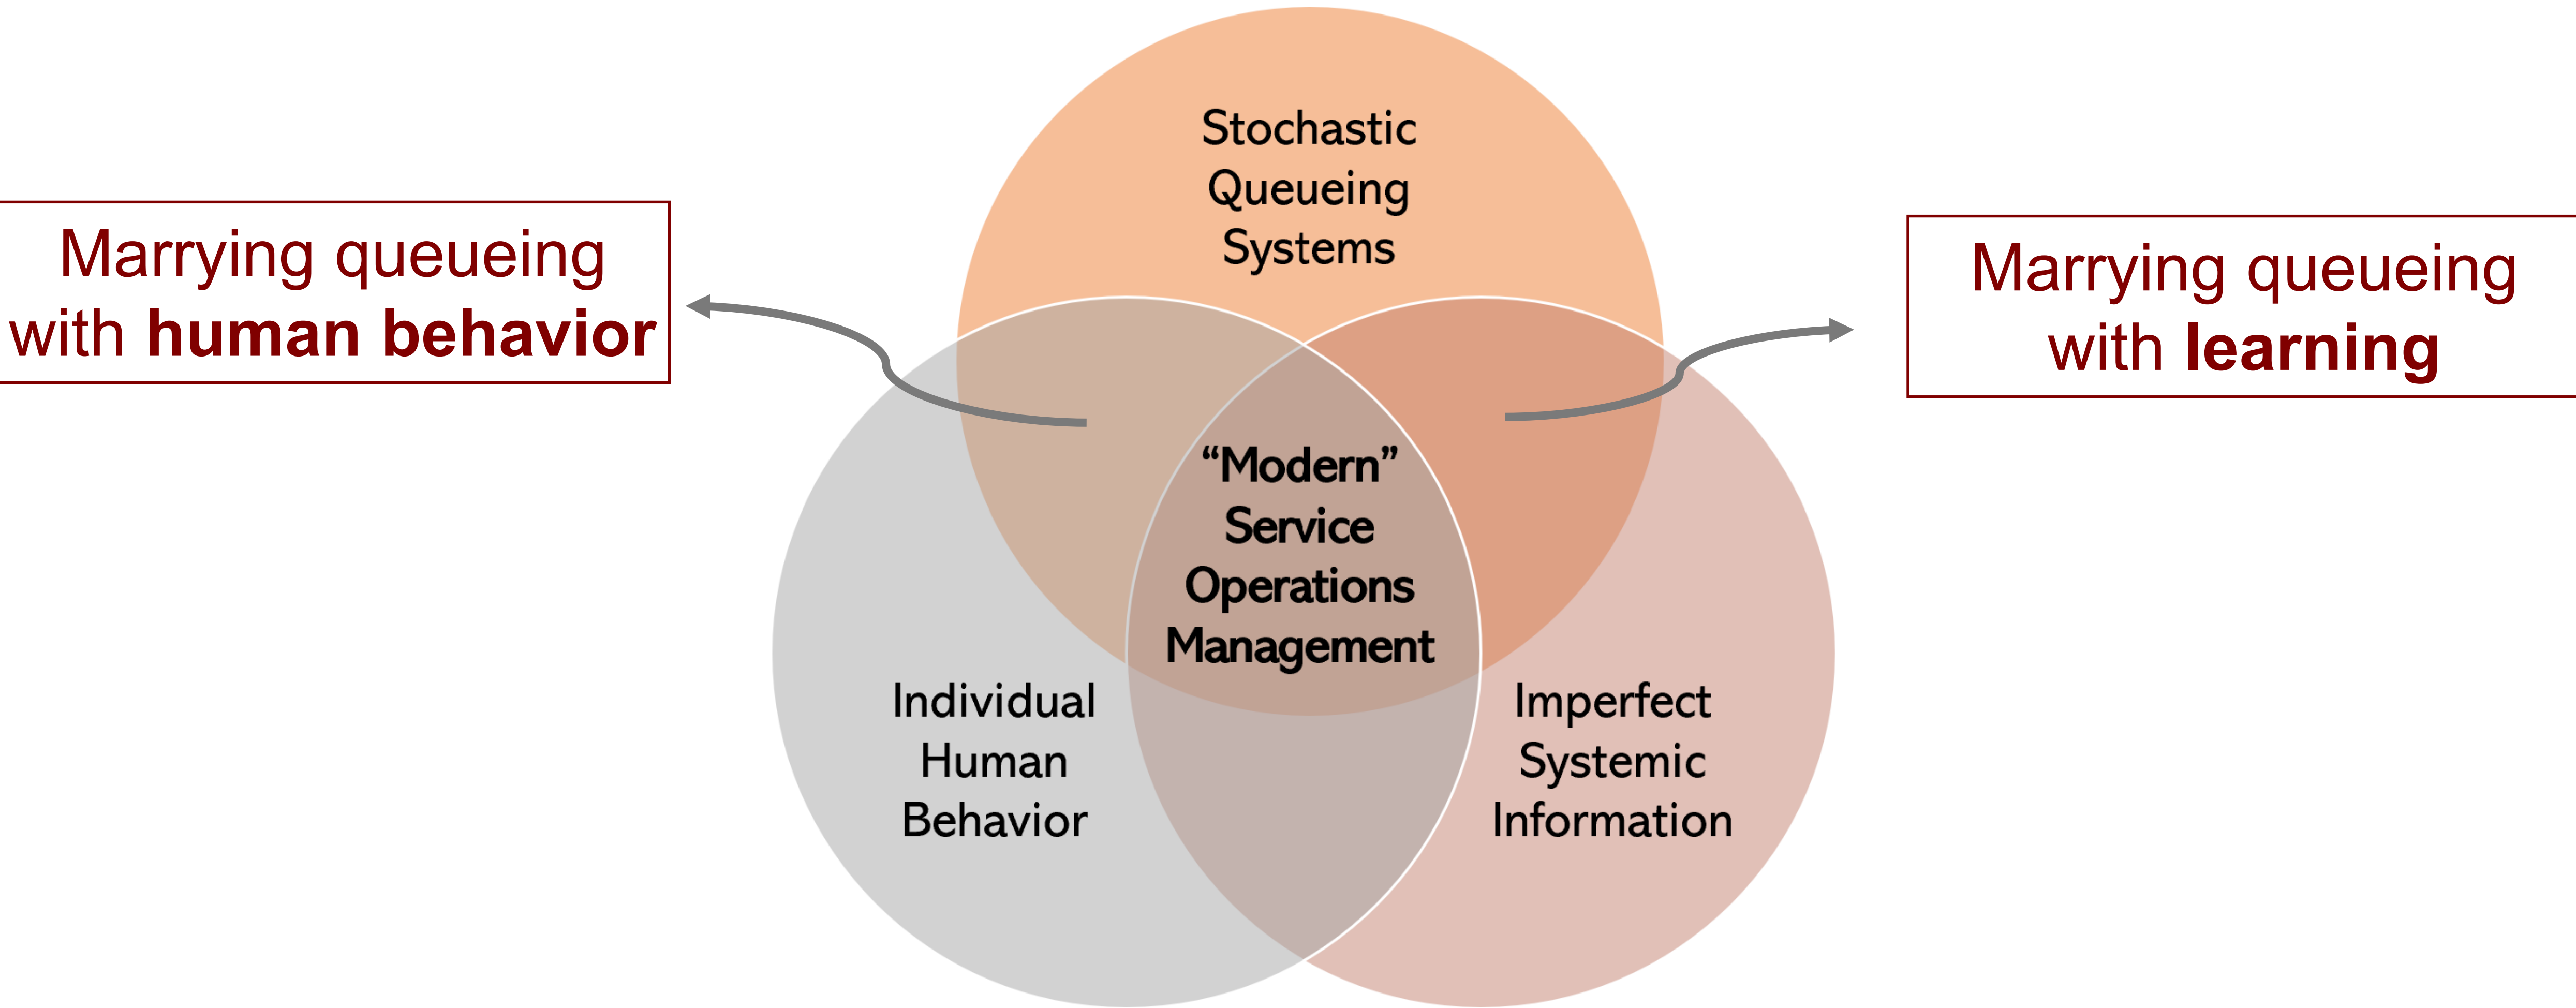 Stochastic
Queueing
Systems
Marrying queueing
with human behavior
Marrying queueing
with learning
“Modern”
Service
Operations
Management
Individual
Human
Behavior
Imperfect
Systemic
Information